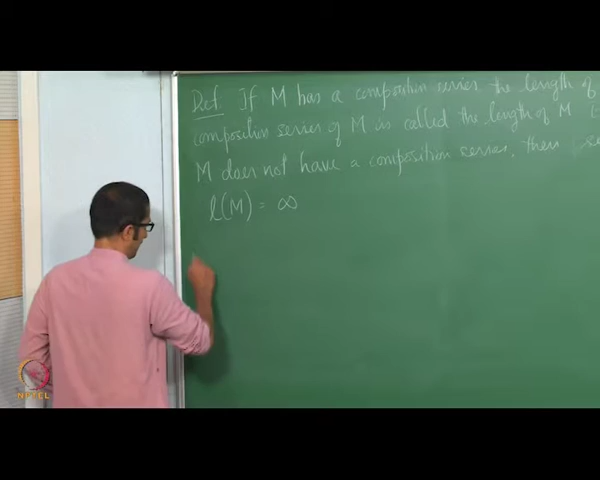 Def. If M has a composition series the length of
composition series of M is called the length of M
M does not have a composition series, then
l(M) = ∞
NPTEL